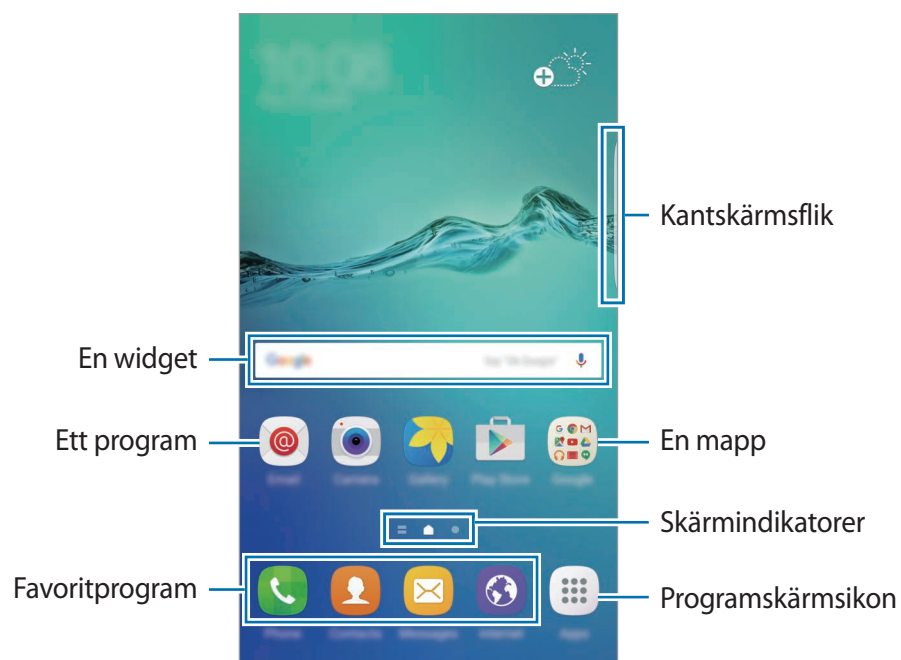 Kantskärmsflik
En widget
Google
Ett program
En mapp
Email
Camera
Gallery
Play Store
Google
Skärmindikatorer
Favoritprogram
Programskärmsikon
Phone
Contacts
Messages
Internet
Apps